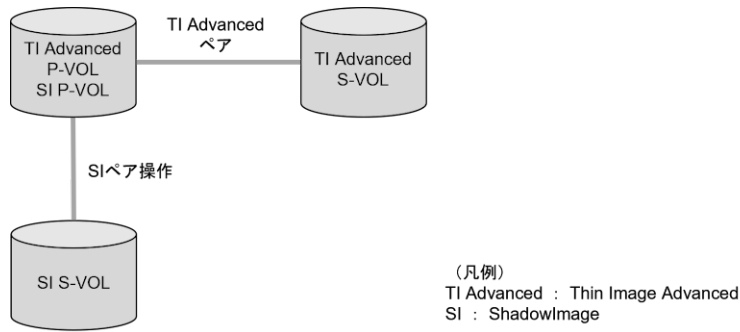 TI Advanced
P-VOL
SI P-VOL
TI Advanced
ペア
TI Advanced
S-VOL
SIペア操作
SI S-VOL
（凡例）
TI Advanced ： Thin Image Advanced
SI ： ShadowImage